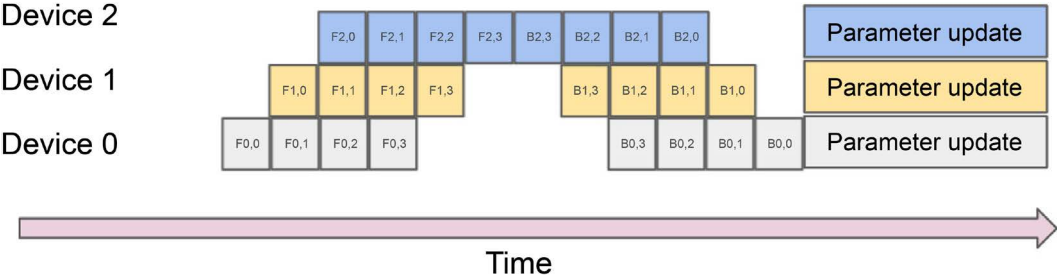 Device 2 F2,0 F2,1 F2,2 F2,3 B2,3 B2,2 B2,1 B2,0 Parameter update
Device 1 F1,0 F1,1 F1,2 F1,3 B1,3 B1,2 B1,1 B1,0 Parameter update
Device 0 F0,0 F0,1 F0,2 F0,3 B0,3 B0,2 B0,1 B0,0 Parameter update
Time